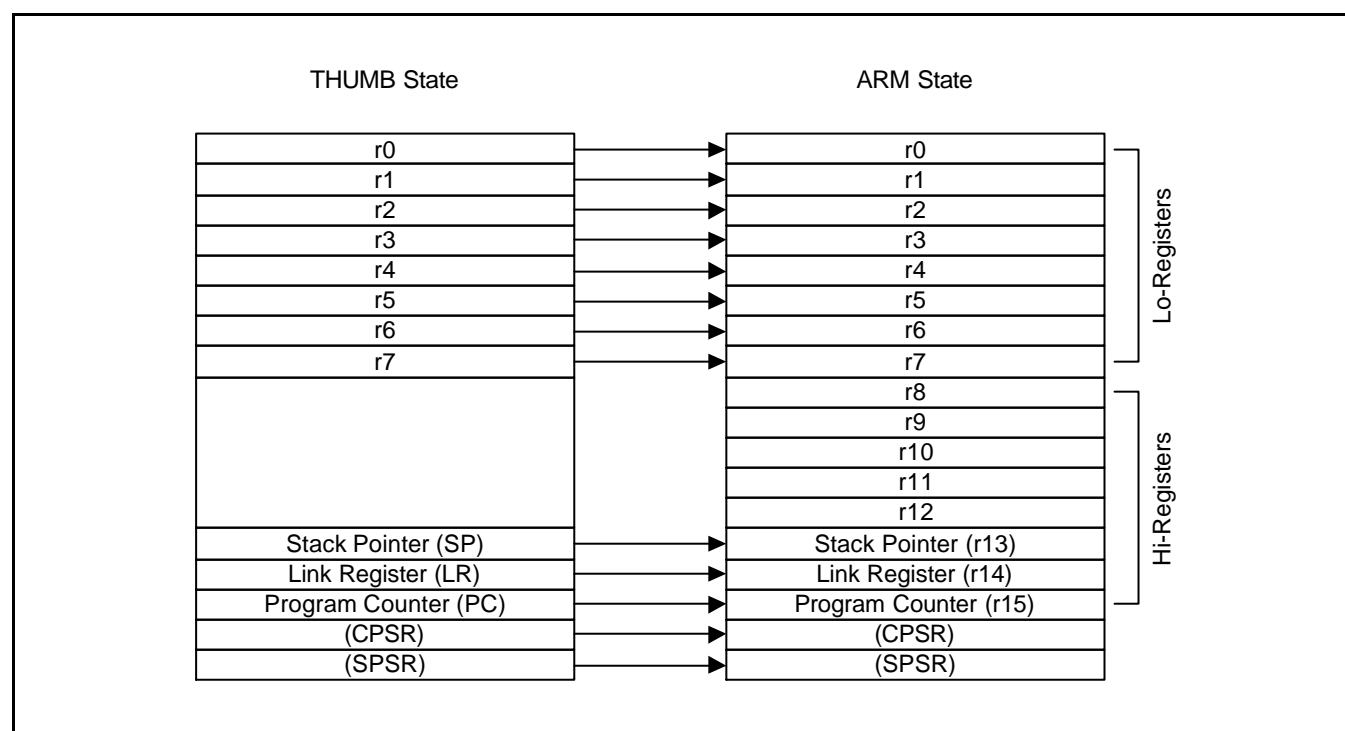 THUMB State
ARM State
r0
r0
r1
r1
r2
r2
r3
r3
r4
r4
r5
r5
r6
r6
r7
r7
r8
r9
r10
r11
r12
Stack Pointer (SP)
Stack Pointer (r13)
Link Register (LR)
Link Register (r14)
Program Counter (PC)
Program Counter (r15)
(CPSR)
(CPSR)
(SPSR)
(SPSR)
Lo-Registers
Hi-Registers